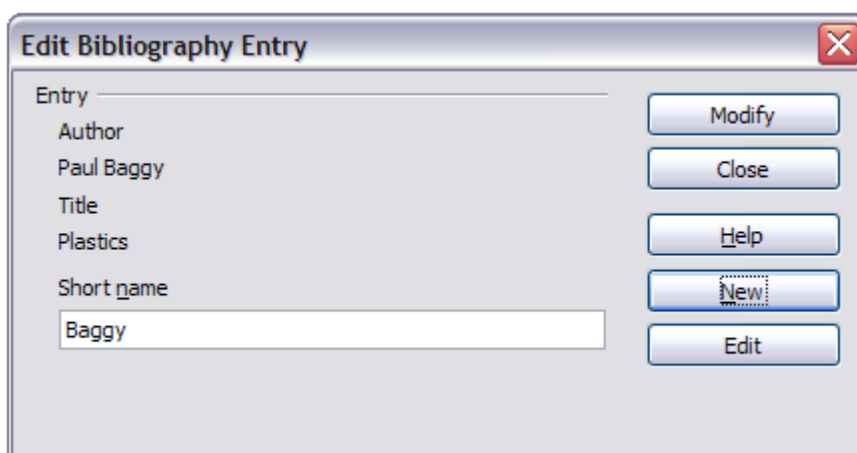 Edit Bibliography Entry
Entry
Author
Paul Baggy
Title
Plastics
Short name
Baggy
Modify
Close
Help
New
Edit